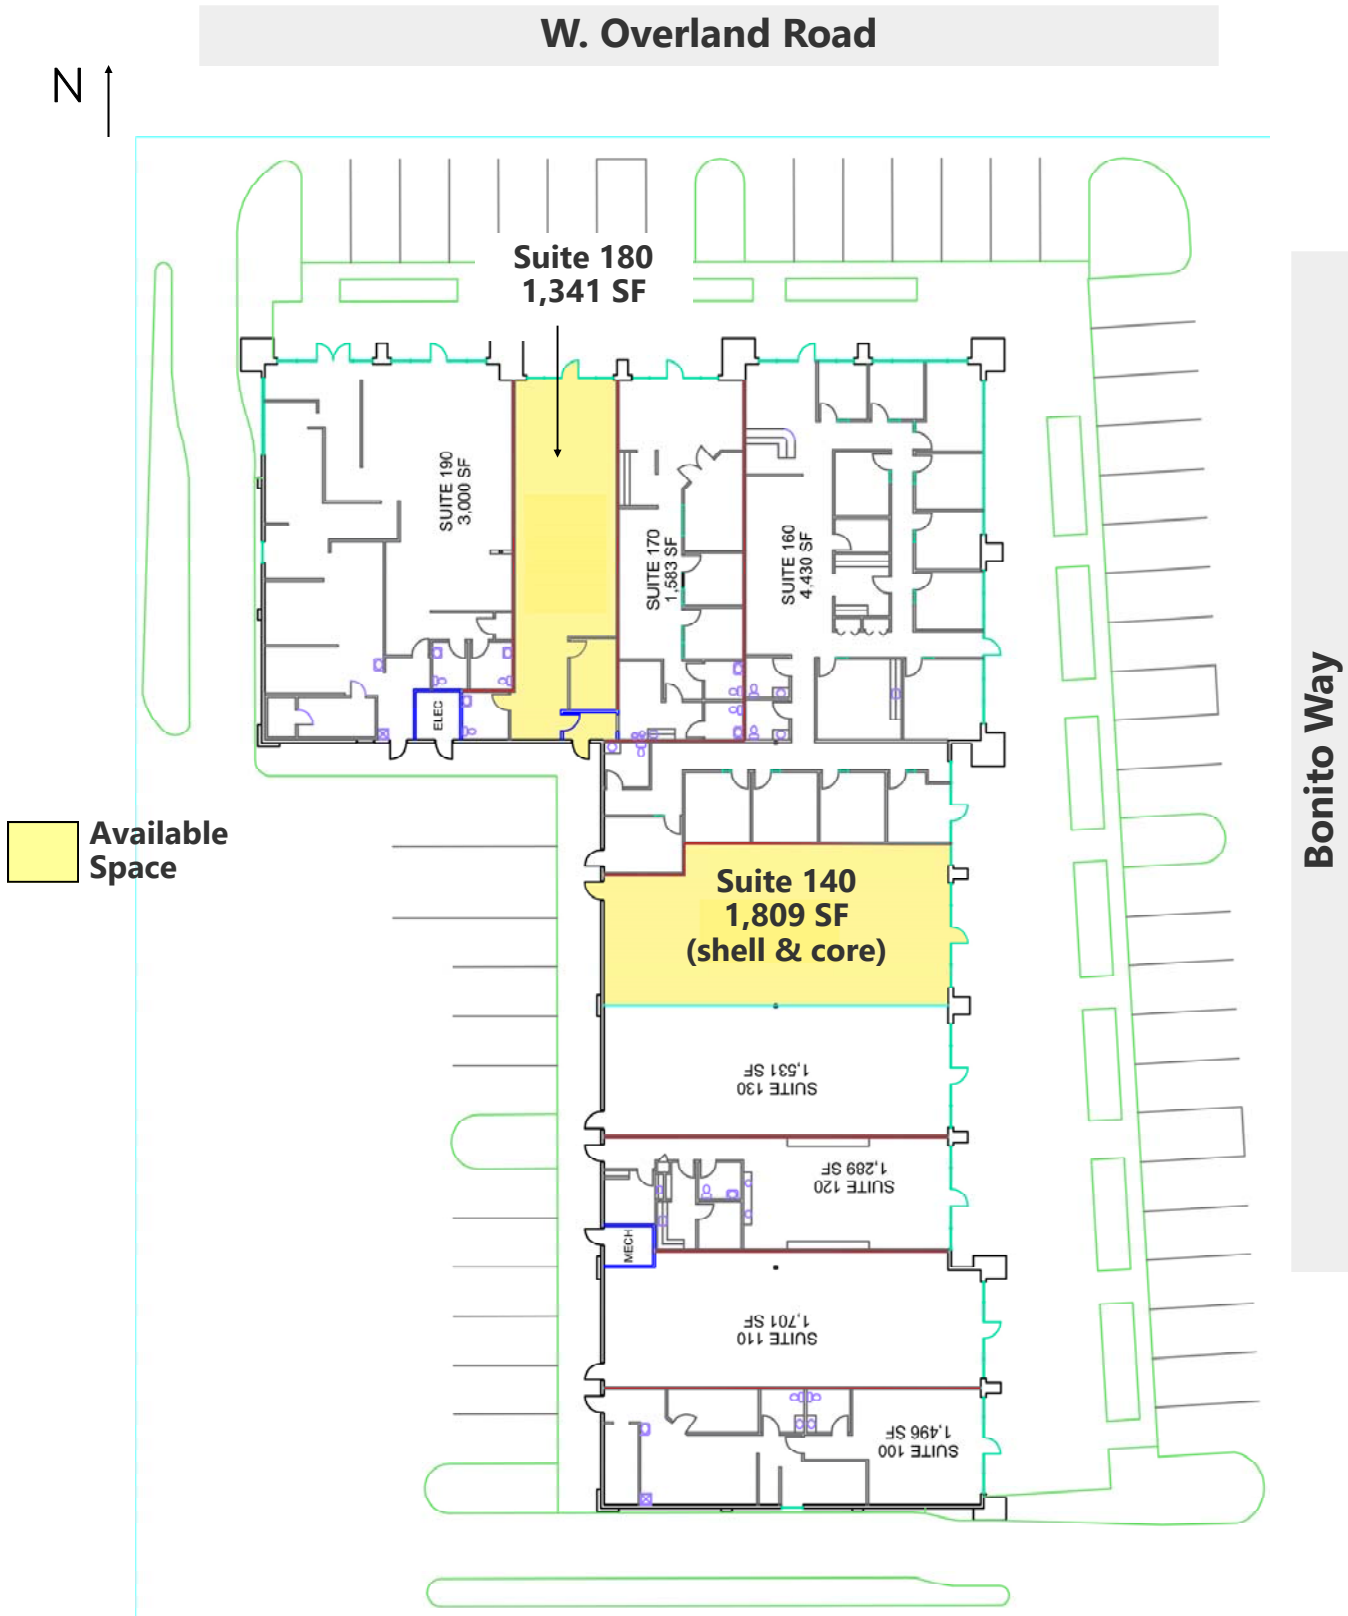 W. Overland Road
N
Suite 180
1,341 SF
SUITE 190
3,000 SF
SUITE 170
1,583 SF
SUITE 160
4,430 SF
ELEC
Bonito Way
Available
Space
Suite 140
1,809 SF
(shell & core)
SUITE 130
1,531 SF
SUITE 120
1,289 SF
MECH
SUITE 110
1,701 SF
SUITE 100
1,496 SF